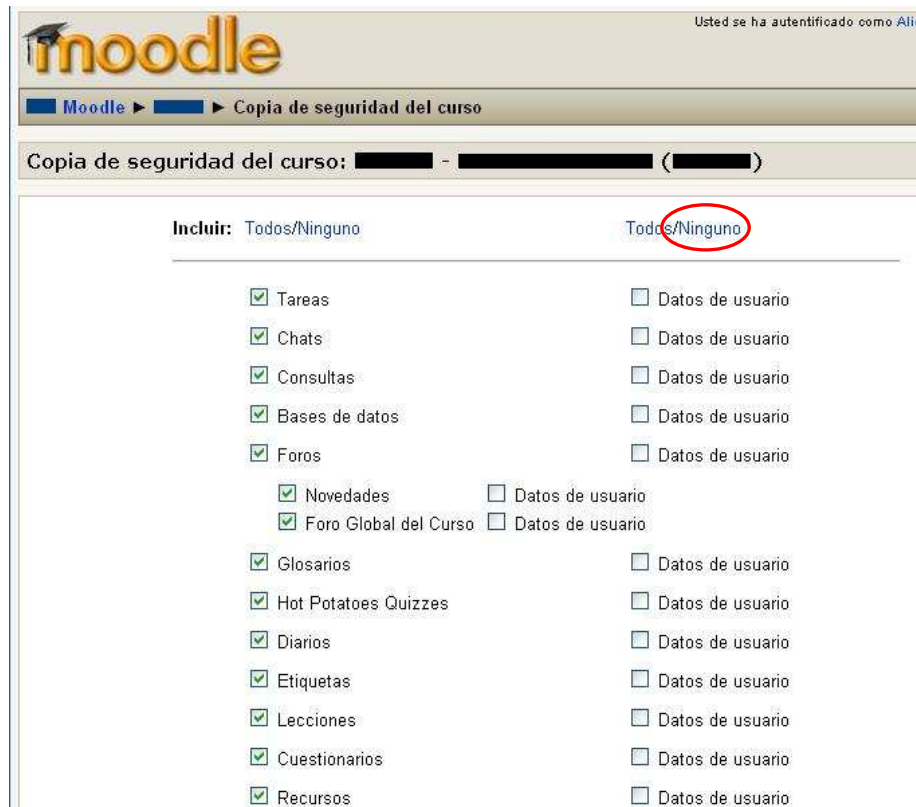 moodle
Usted se ha autentificado como Ali
Moodle ► ► Copia de seguridad del curso
Copia de seguridad del curso: - ( )
Incluir: Todos/Ninguno Todos/Ninguno
Tareas Datos de usuario
Chats Datos de usuario
Consultas Datos de usuario
Bases de datos Datos de usuario
Foros Datos de usuario
Novedades Datos de usuario
Foro Global del Curso Datos de usuario
Glosarios Datos de usuario
Hot Potatoes Quizzes Datos de usuario
Diarios Datos de usuario
Etiquetas Datos de usuario
Lecciones Datos de usuario
Cuestionarios Datos de usuario
Recursos Datos de usuario